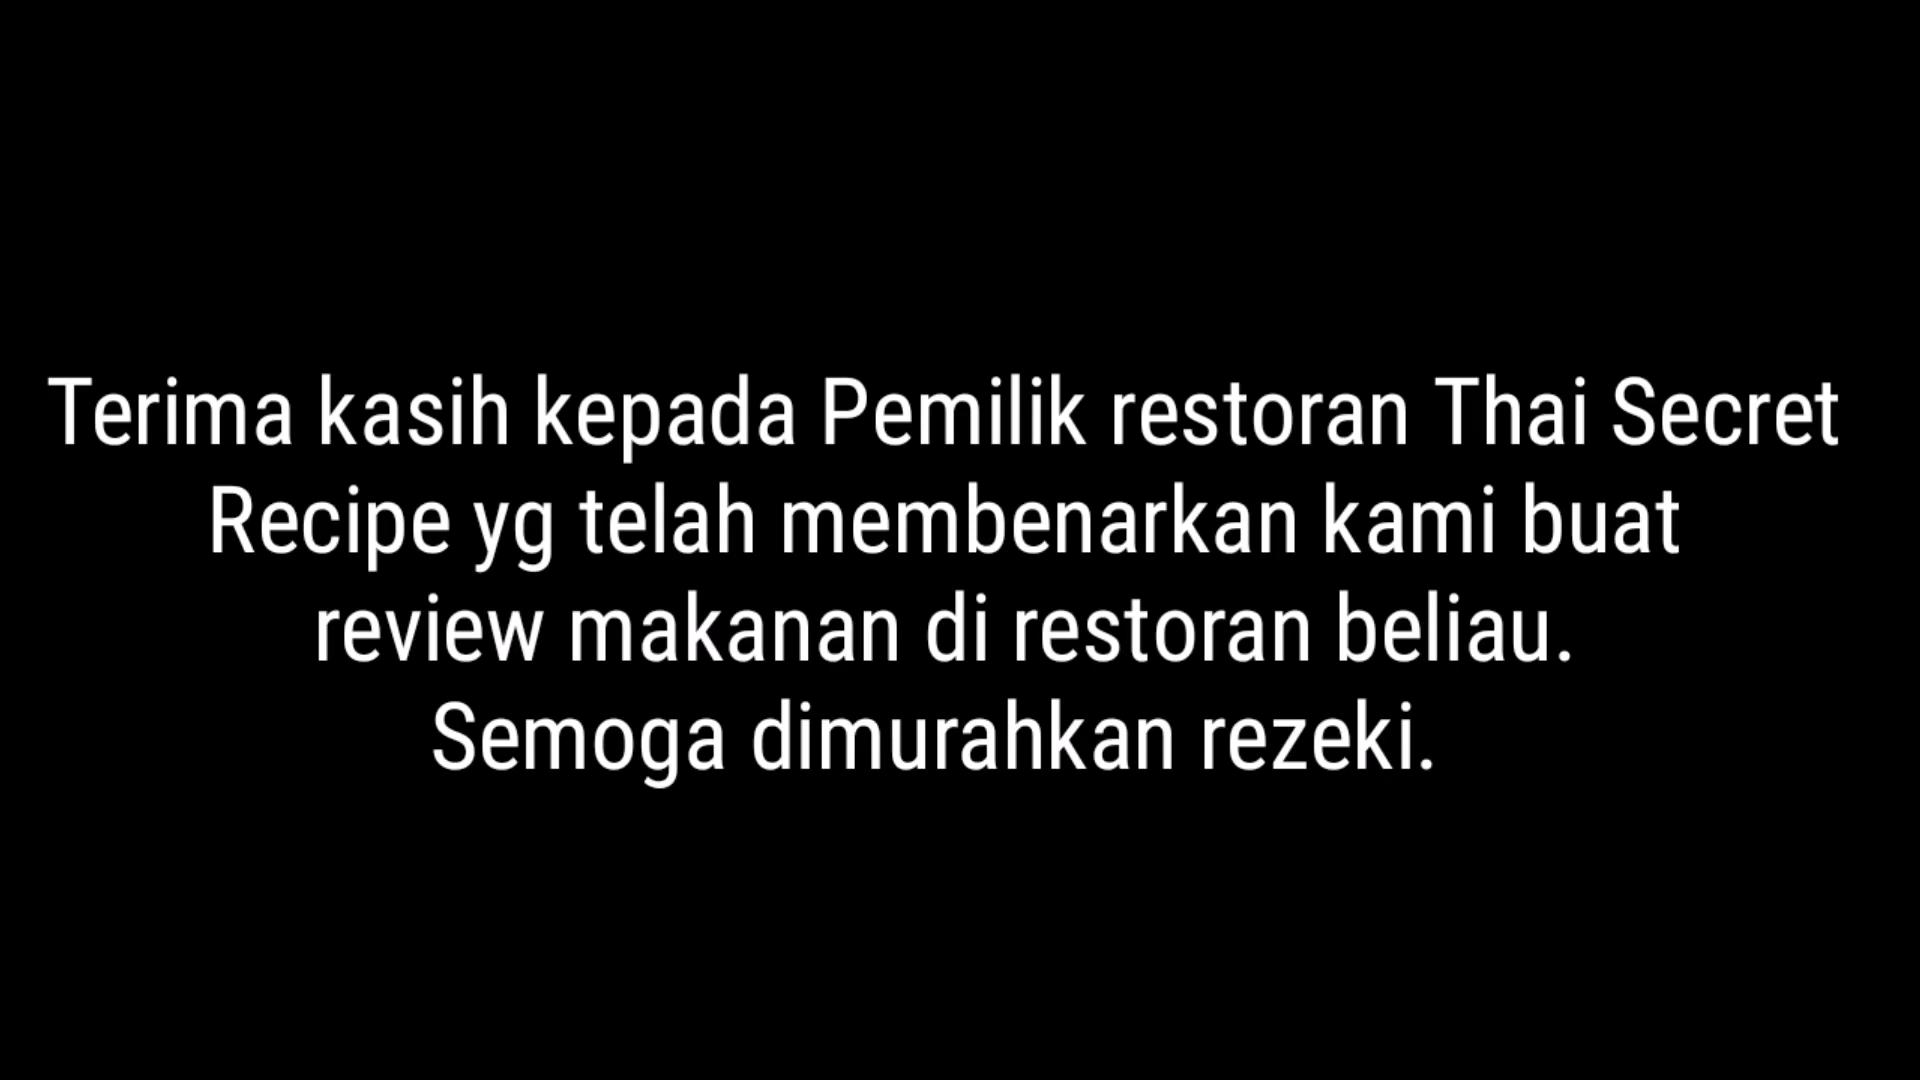 Terima kasih kepada Pemilik restoran Thai Secret
Recipe yg telah membenarkan kami buat
review makanan di restoran beliau.
Semoga dimurahkan rezeki.